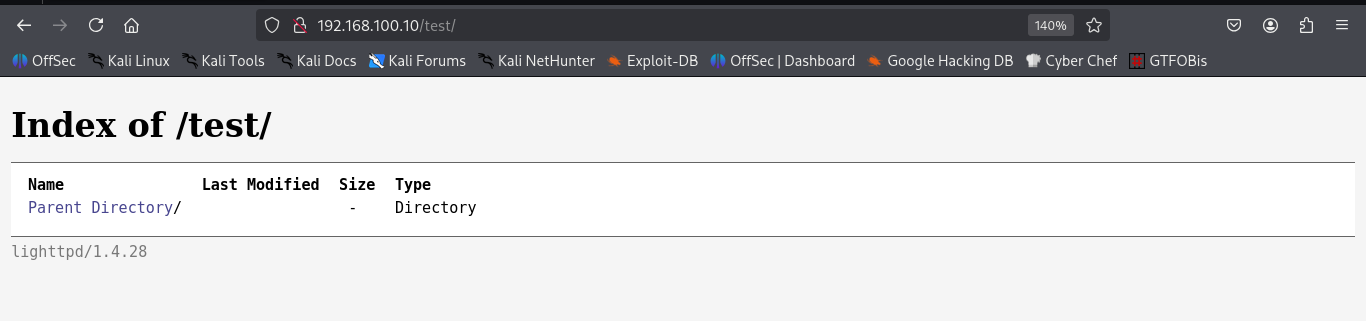 192.168.100.10/test/ 140%
OffSec Kali Linux Kali Tools Kali Docs Kali Forums Kali NetHunter Exploit-DB OffSec | Dashboard Google Hacking DB Cyber Chef GTFOBis
Index of /test/
Name Last Modified Size Type
Parent Directory/ - Directory
lighttpd/1.4.28